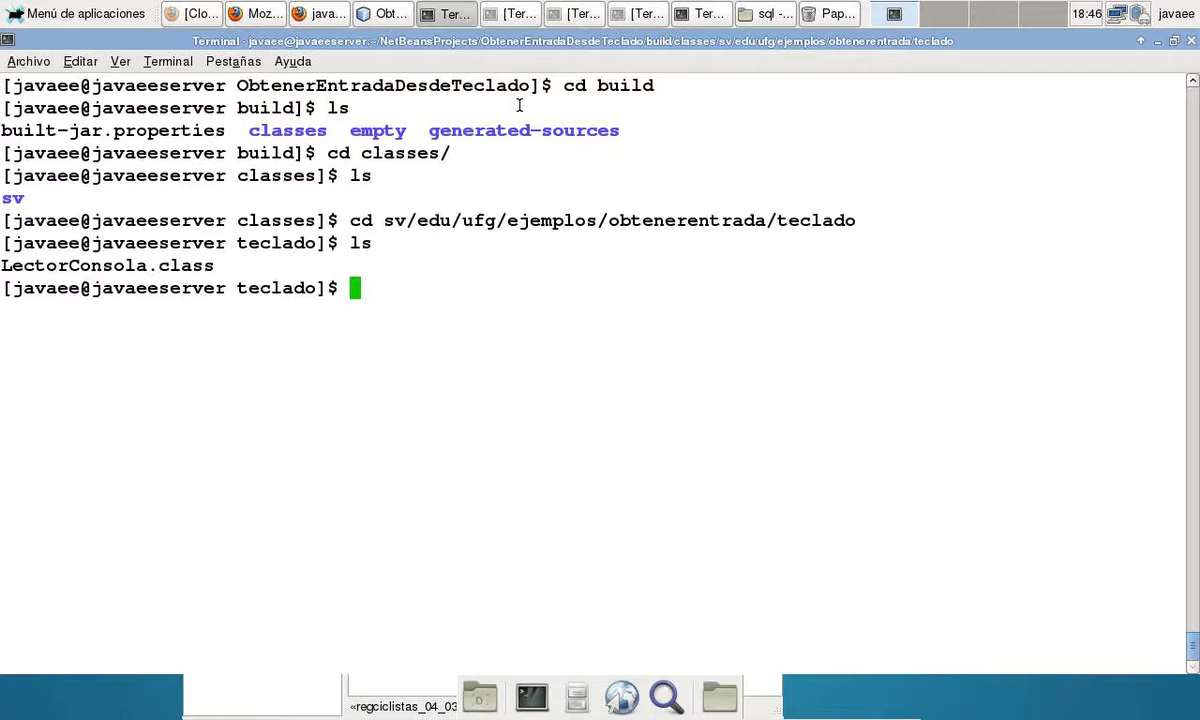 Menú de aplicaciones [Clo... Moz... java... Obt... Ter... [Ter... [Ter... [Ter... Ter... sql -... Pap... 18:46 javaee
Terminal - javaee@javaeeserver:~/NetBeansProjects/ObtenerEntradaDesdeTeclado/build/classes/sv/edu/ufg/ejemplos/obtenerentrada/teclado
Archivo Editar Ver Terminal Pestañas Ayuda
[javaee@javaeeserver ObtenerEntradaDesdeTeclado]$ cd build
[javaee@javaeeserver build]$ ls
built-jar.properties classes empty generated-sources
[javaee@javaeeserver build]$ cd classes/
[javaee@javaeeserver classes]$ ls
sv
[javaee@javaeeserver classes]$ cd sv/edu/ufg/ejemplos/obtenerentrada/teclado
[javaee@javaeeserver teclado]$ ls
LectorConsola.class
[javaee@javaeeserver teclado]$
«regciclistas_04_03